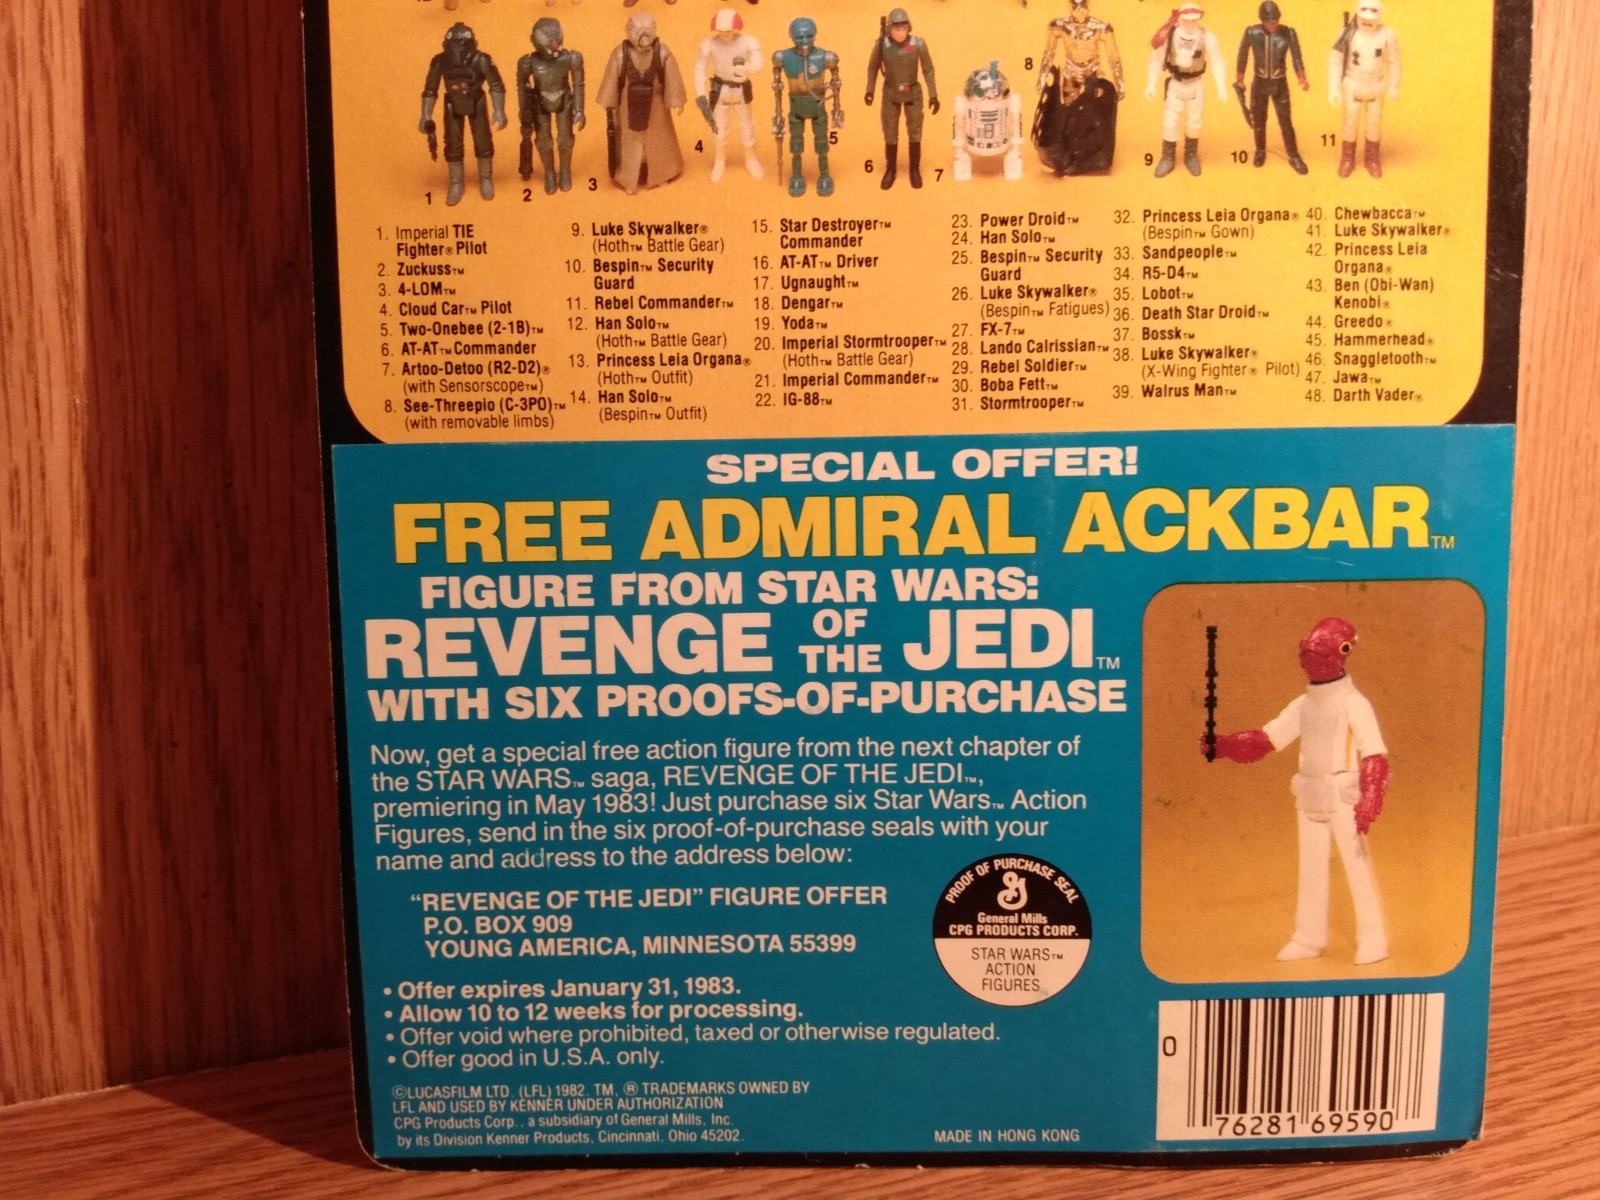 1 2 3 4 5 6 7 8 9 10 11
1. Imperial TIE
Fighter® Pilot
2. Zuckuss™
3. 4-LOM™
4. Cloud Car™ Pilot
5. Two-Onebee (2-1B)™
6. AT-AT™ Commander
7. Artoo-Detoo (R2-D2)®
(with Sensorscope™)
8. See-Threepio (C-3PO)™
(with removable limbs)
9. Luke Skywalker®
(Hoth™ Battle Gear)
10. Bespin™ Security
Guard
11. Rebel Commander™
12. Han Solo™
(Hoth™ Battle Gear)
13. Princess Leia Organa®
(Hoth™ Outfit)
14. Han Solo™
(Bespin™ Outfit)
15. Star Destroyer™
Commander
16. AT-AT™ Driver
17. Ugnaught™
18. Dengar™
19. Yoda™
20. Imperial Stormtrooper™
(Hoth™ Battle Gear)
21. Imperial Commander™
22. IG-88™
23. Power Droid™
24. Han Solo™
25. Bespin™ Security
Guard
26. Luke Skywalker®
(Bespin™ Fatigues)
27. FX-7™
28. Lando Calrissian™
29. Rebel Soldier™
30. Boba Fett™
31. Stormtrooper™
32. Princess Leia Organa®
(Bespin™ Gown)
33. Sandpeople™
34. R5-D4™
35. Lobot™
36. Death Star Droid™
37. Bossk™
38. Luke Skywalker®
(X-Wing Fighter® Pilot)
39. Walrus Man™
40. Chewbacca™
41. Luke Skywalker®
42. Princess Leia
Organa®
43. Ben (Obi-Wan)
Kenobi®
44. Greedo®
45. Hammerhead®
46. Snaggletooth™
47. Jawa™
48. Darth Vader®
SPECIAL OFFER!
FREE ADMIRAL ACKBAR™
FIGURE FROM STAR WARS:
REVENGE OF THE JEDI™
WITH SIX PROOFS-OF-PURCHASE
Now, get a special free action figure from the next chapter of
the STAR WARS™ saga, REVENGE OF THE JEDI™,
premiering in May 1983! Just purchase six Star Wars™ Action
Figures, send in the six proof-of-purchase seals with your
name and address to the address below:
"REVENGE OF THE JEDI" FIGURE OFFER
P.O. BOX 909
YOUNG AMERICA, MINNESOTA 55399
PROOF OF PURCHASE SEAL
General Mills
CPG PRODUCTS CORP.
STAR WARS™
ACTION
FIGURES
• Offer expires January 31, 1983.
• Allow 10 to 12 weeks for processing.
• Offer void where prohibited, taxed or otherwise regulated.
• Offer good in U.S.A. only.
©LUCASFILM LTD. (LFL) 1982. TM, ® TRADEMARKS OWNED BY
LFL AND USED BY KENNER UNDER AUTHORIZATION
CPG Products Corp., a subsidiary of General Mills, Inc.
by its Division Kenner Products, Cincinnati, Ohio 45202.
MADE IN HONG KONG
0 76281 69590